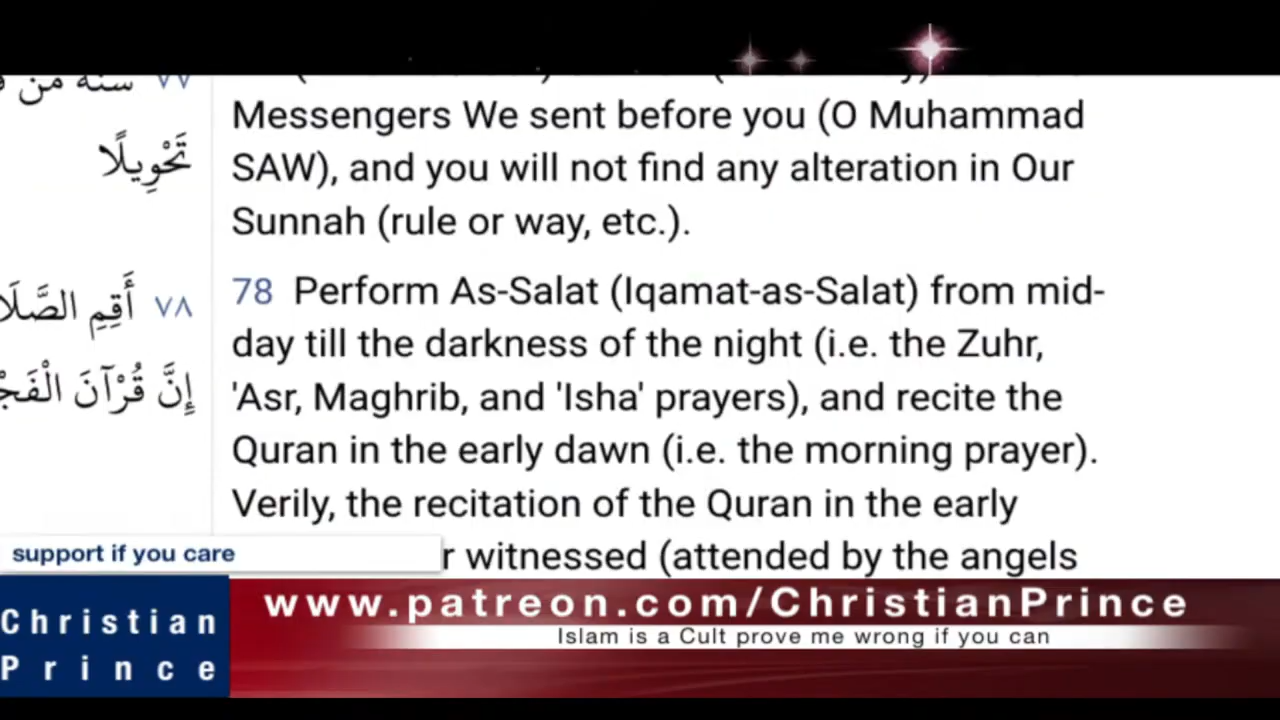 سنة من
٧٧
تَحْوِيلًا
Messengers We sent before you (O Muhammad
SAW), and you will not find any alteration in Our
Sunnah (rule or way, etc.).
٧٨ أَقِمِ
إِنَّ قُرْآنَ
78 Perform As-Salat (Iqamat-as-Salat) from mid-
day till the darkness of the night (i.e. the Zuhr,
'Asr, Maghrib, and 'Isha' prayers), and recite the
Quran in the early dawn (i.e. the morning prayer).
Verily, the recitation of the Quran in the early
witnessed (attended by the angels
support if you care
Christian
Prince
www.patreon.com/ChristianPrince
Islam is a Cult prove me wrong if you can